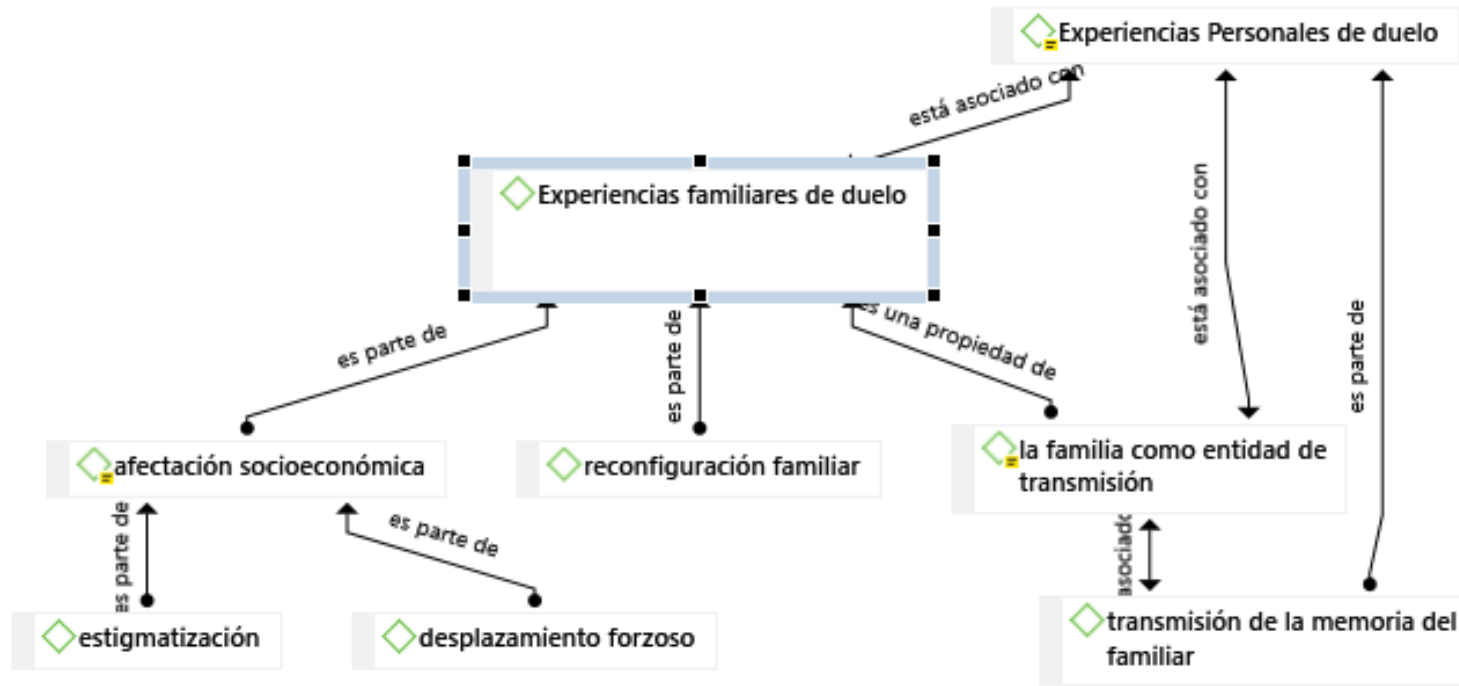 Experiencias Personales de duelo
está asociado con
Experiencias familiares de duelo
está asociado con
es parte de
es parte de
es una propiedad de
es parte de
afectación socioeconómica
reconfiguración familiar
la familia como entidad de
transmisión
es parte de
es parte de
asociado
estigmatización
desplazamiento forzoso
transmisión de la memoria del
familiar